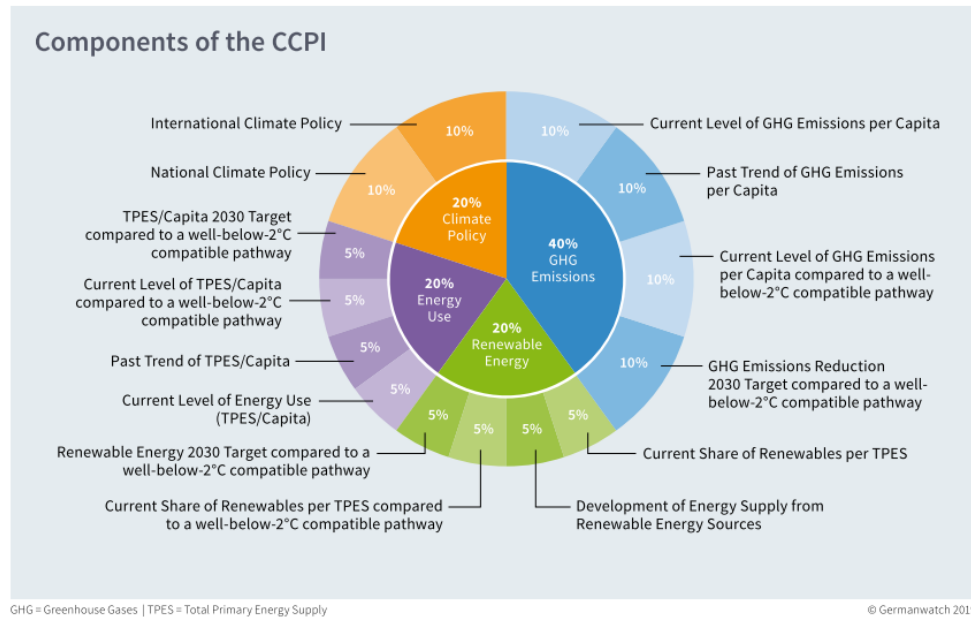 Components of the CCPI
International Climate Policy
10%
10%
Current Level of GHG Emissions per Capita
National Climate Policy
10%
10%
Past Trend of GHG Emissions
per Capita
TPES/Capita 2030 Target
compared to a well-below-2°C
compatible pathway
5%
20%
Climate
Policy
40%
GHG
Emissions
10%
Current Level of GHG Emissions
per Capita compared to a well-
below-2°C compatible pathway
Current Level of TPES/Capita
compared to a well-below-2°C
compatible pathway
5%
20%
Energy
Use
20%
Renewable
Energy
Past Trend of TPES/Capita
5%
10%
GHG Emissions Reduction
2030 Target compared to a well-
below-2°C compatible pathway
Current Level of Energy Use
(TPES/Capita)
5%
5%
5%
5%
5%
Renewable Energy 2030 Target compared to a
well-below-2°C compatible pathway
Current Share of Renewables per TPES
Current Share of Renewables per TPES compared
to a well-below-2°C compatible pathway
Development of Energy Supply from
Renewable Energy Sources
GHG = Greenhouse Gases | TPES = Total Primary Energy Supply
© Germanwatch 201